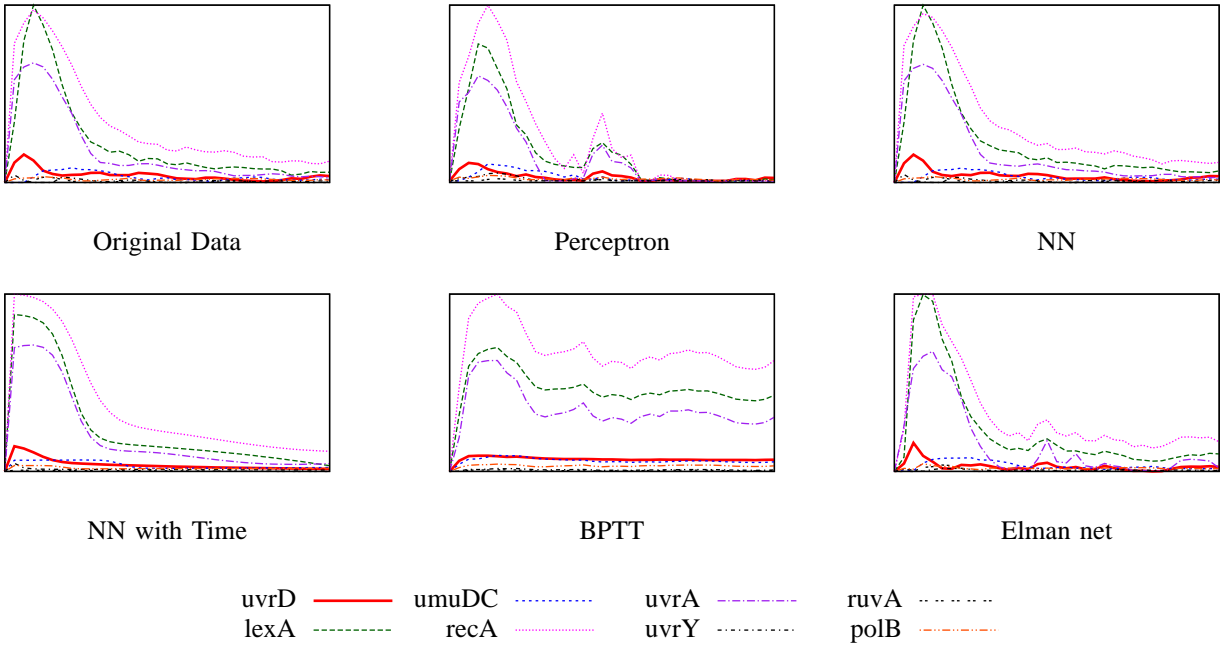 Original Data
Perceptron
NN
NN with Time
BPTT
Elman net
uvrD umuDC uvrA ruvA
lexA recA uvrY polB